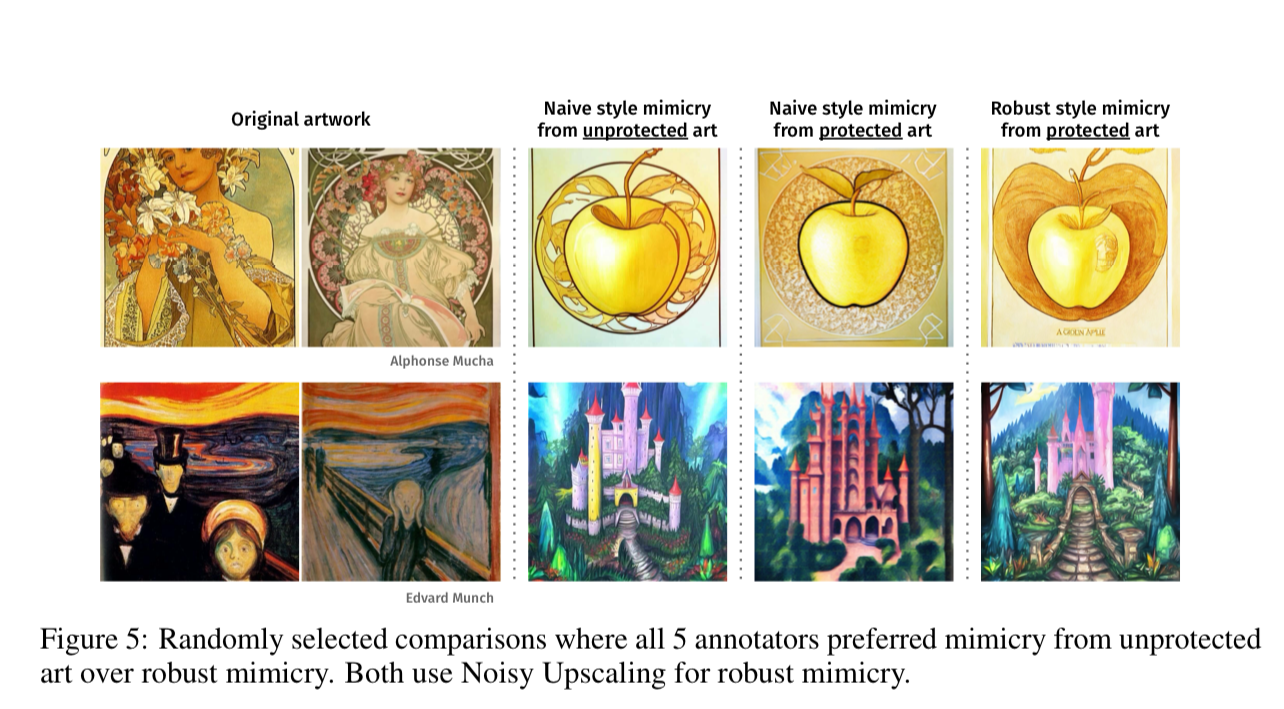 Original artwork
Naive style mimicry
from unprotected art
Naive style mimicry
from protected art
Robust style mimicry
from protected art
Alphonse Mucha
Edvard Munch
Figure 5: Randomly selected comparisons where all 5 annotators preferred mimicry from unprotected
art over robust mimicry. Both use Noisy Upscaling for robust mimicry.